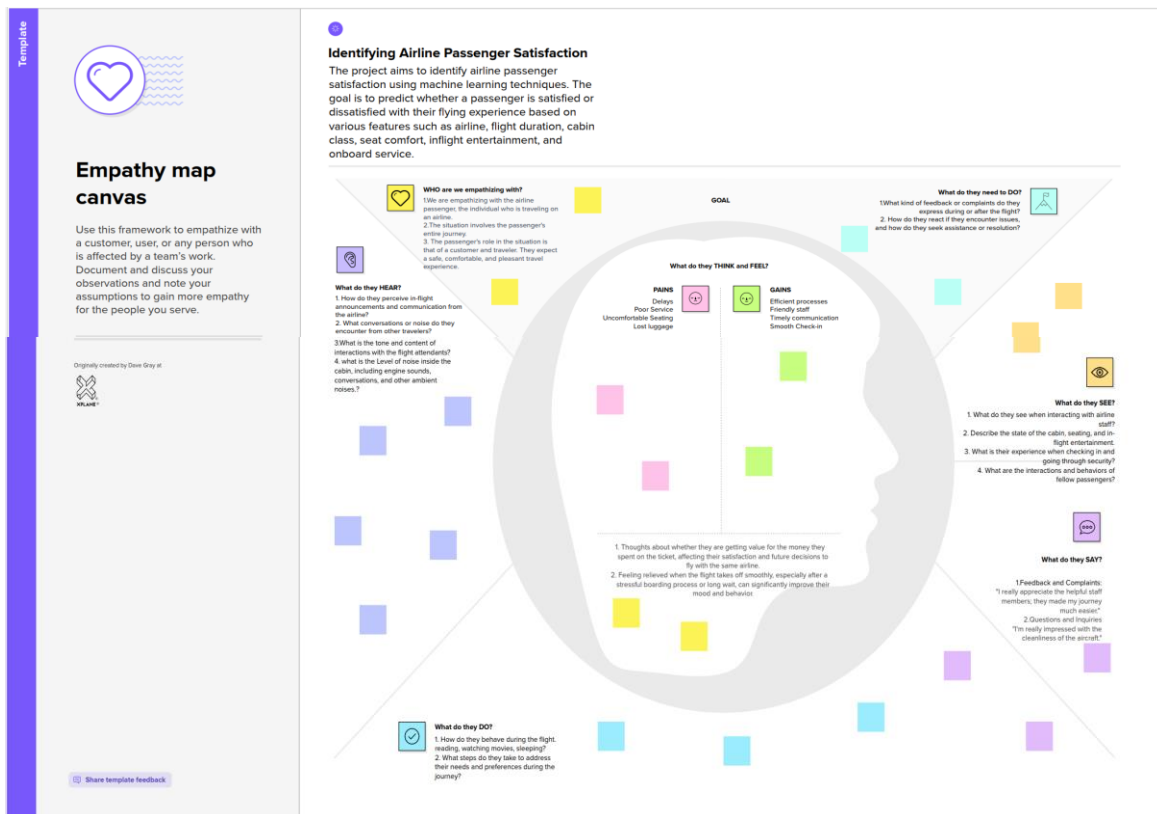 Template
Empathy map
canvas
Use this framework to empathize with
a customer, user, or any person who
is affected by a team's work.
Document and discuss your
observations and note your
assumptions to gain more empathy
for the people you serve.
Originally created by Dave Gray at
XPLANE
Share template feedback
Identifying Airline Passenger Satisfaction
The project aims to identify airline passenger
satisfaction using machine learning techniques. The
goal is to predict whether a passenger is satisfied or
dissatisfied with their flying experience based on
various features such as airline, flight duration, cabin
class, seat comfort, inflight entertainment, and
onboard service.
WHO are we empathizing with?
1.We are empathizing with the airline
passenger, the individual who is traveling on
an airline.
2.The situation involves the passenger's
entire journey.
3. The passenger's role in the situation is
that of a customer and traveler. They expect
a safe, comfortable, and pleasant travel
experience.
GOAL
What do they need to DO?
1.What kind of feedback or complaints do they
express during or after the flight?
2. How do they react if they encounter issues,
and how do they seek assistance or resolution?
What do they HEAR?
1. How do they perceive in-flight
announcements and communication from
the airline?
2. What conversations or noise do they
encounter from other travelers?
3.What is the tone and content of
interactions with the flight attendants?
4. what is the Level of noise inside the
cabin, including engine sounds,
conversations, and other ambient
noises.?
What do they THINK and FEEL?
PAINS
Delays
Poor Service
Uncomfortable Seating
Lost luggage
GAINS
Efficient processes
Friendly staff
Timely communication
Smooth Check-in
1. Thoughts about whether they are getting value for the money they
spent on the ticket, affecting their satisfaction and future decisions to
fly with the same airline.
2. Feeling relieved when the flight takes off smoothly, especially after a
stressful boarding process or long wait, can significantly improve their
mood and behavior.
What do they SEE?
1. What do they see when interacting with airline
staff?
2. Describe the state of the cabin, seating, and in-
flight entertainment.
3. What is their experience when checking in and
going through security?
4. What are the interactions and behaviors of
fellow passengers?
What do they SAY?
1.Feedback and Complaints:
"I really appreciate the helpful staff
members; they made my journey
much easier."
2.Questions and Inquiries
"I'm really impressed with the
cleanliness of the aircraft."
What do they DO?
1. How do they behave during the flight.
reading, watching movies, sleeping?
2. What steps do they take to address
their needs and preferences during the
journey?